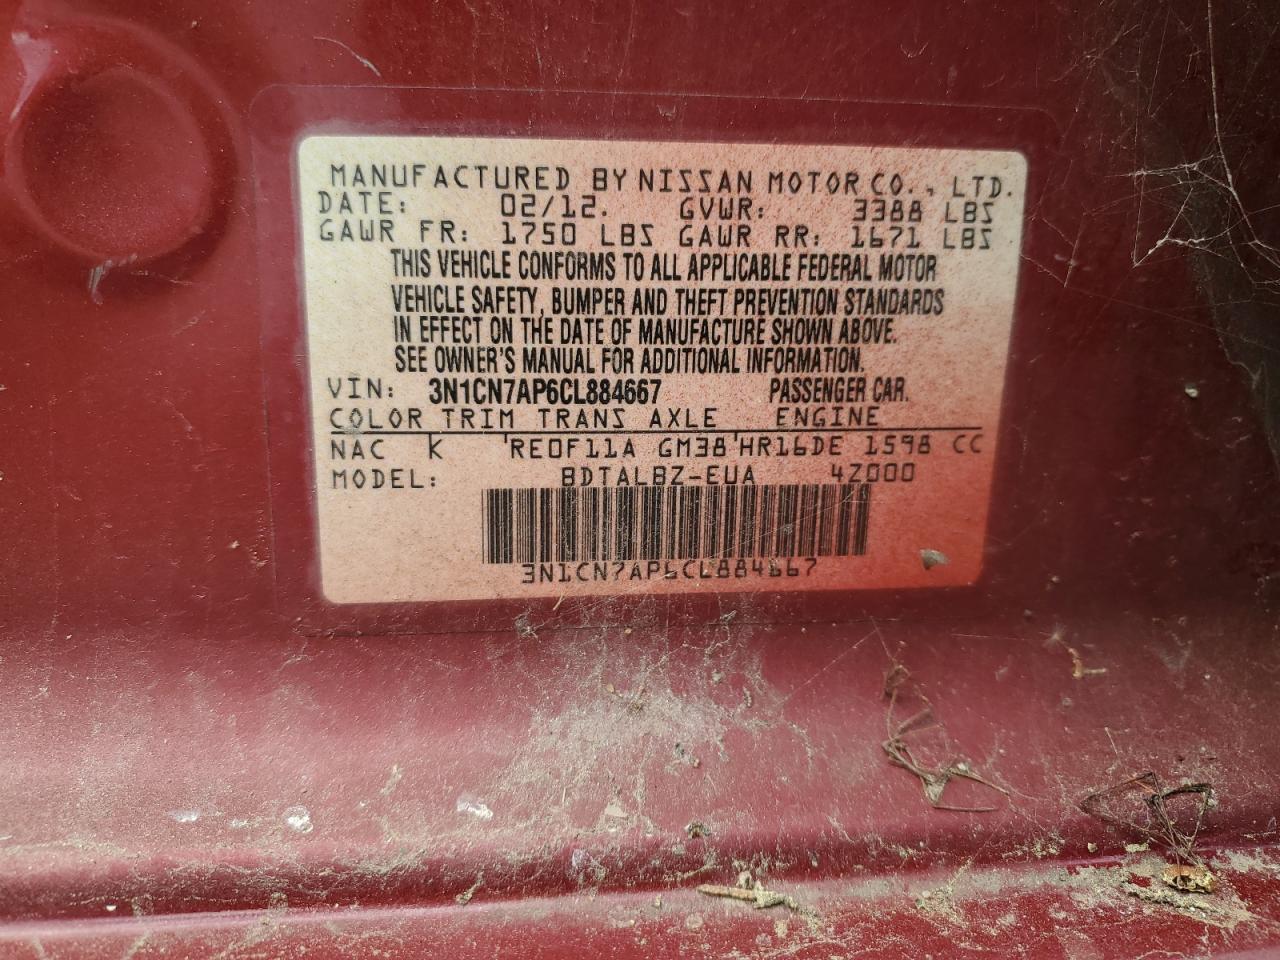 MANUFACTURED BY NISSAN MOTOR CO., LTD.
DATE: 02/12. GVWR: 3388 LBS
GAWR FR: 1750 LBS GAWR RR: 1671 LBS
THIS VEHICLE CONFORMS TO ALL APPLICABLE FEDERAL MOTOR
VEHICLE SAFETY, BUMPER AND THEFT PREVENTION STANDARDS
IN EFFECT ON THE DATE OF MANUFACTURE SHOWN ABOVE.
SEE OWNER'S MANUAL FOR ADDITIONAL INFORMATION.
VIN: 3N1CN7AP6CL884667 PASSENGER CAR.
COLOR TRIM TRANS AXLE ENGINE
NAC K RE0F11A GM38 HR16DE 1598 CC
MODEL: BDTALBZ-EUA 4Z000
3N1CN7AP6CL884667